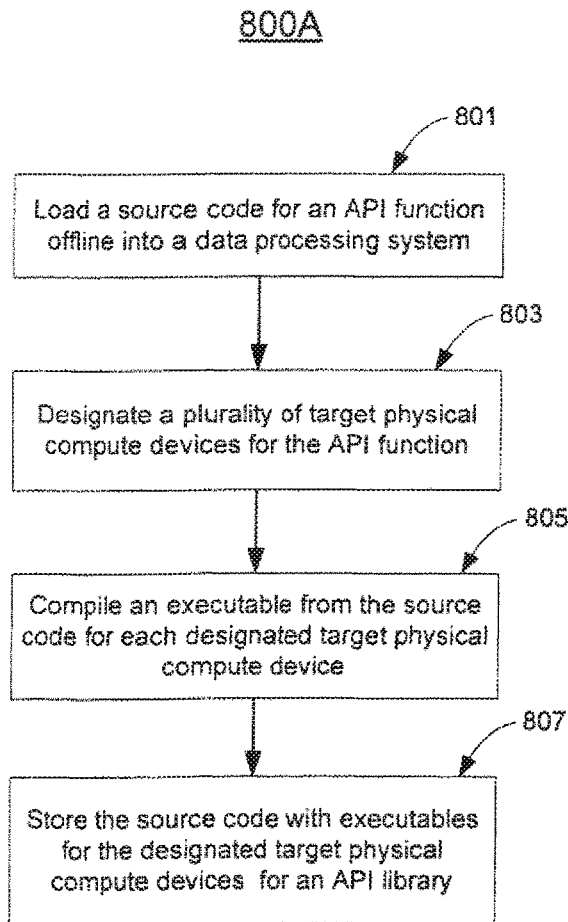 800A
801
Load a source code for an API function
offline into a data processing system
803
Designate a plurality of target physical
compute devices for the API function
805
Compile an executable from the source
code for each designated target physical
compute device
807
Store the source code with executables
for the designated target physical
compute devices for an API library